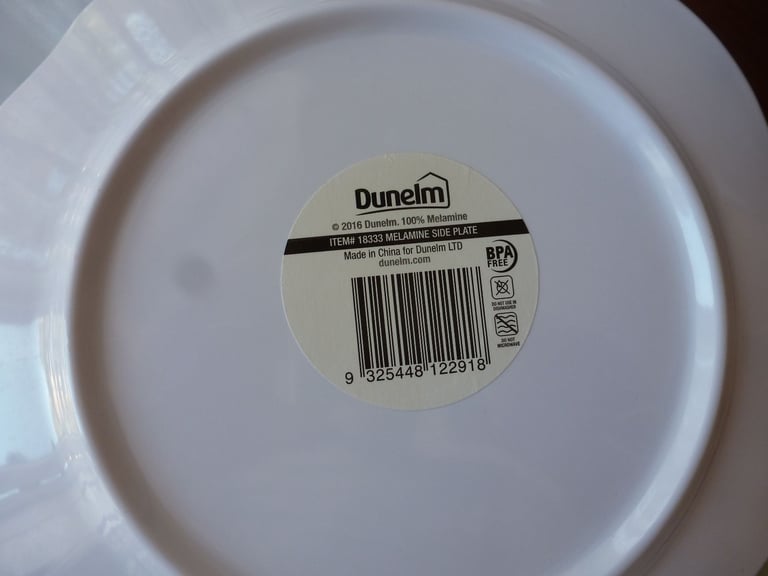 Dunelm
© 2016 Dunelm. 100% Melamine
ITEM# 18333 MELAMINE SIDE PLATE
Made in China for Dunelm LTD
dunelm.com
BPA
FREE
DO NOT USE IN
DISHWASHER
DO NOT
MICROWAVE
9 325448 122918